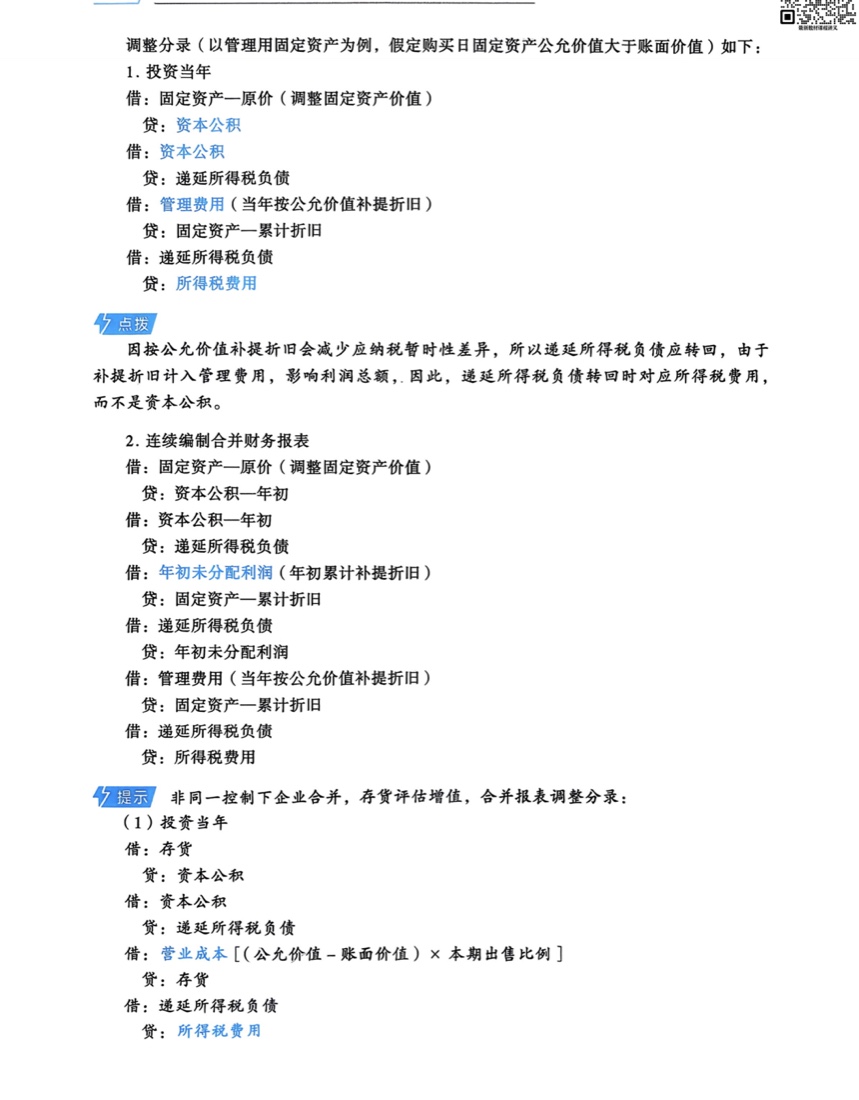 调整分录（以管理用固定资产为例，假定购买日固定资产公允价值大于账面价值）如下：
1. 投资当年
借：固定资产—原价（调整固定资产价值）
贷：资本公积
借：资本公积
贷：递延所得税负债
借：管理费用（当年按公允价值补提折旧）
贷：固定资产—累计折旧
借：递延所得税负债
贷：所得税费用
点拨
因按公允价值补提折旧会减少应纳税暂时性差异，所以递延所得税负债应转回，由于
补提折旧计入管理费用，影响利润总额，因此，递延所得税负债转回时对应所得税费用，
而不是资本公积。
2. 连续编制合并财务报表
借：固定资产—原价（调整固定资产价值）
贷：资本公积—年初
借：资本公积—年初
贷：递延所得税负债
借：年初未分配利润（年初累计补提折旧）
贷：固定资产—累计折旧
借：递延所得税负债
贷：年初未分配利润
借：管理费用（当年按公允价值补提折旧）
贷：固定资产—累计折旧
借：递延所得税负债
贷：所得税费用
提示 非同一控制下企业合并，存货评估增值，合并报表调整分录：
（1）投资当年
借：存货
贷：资本公积
借：资本公积
贷：递延所得税负债
借：营业成本［（公允价值－账面价值）×本期出售比例］
贷：存货
借：递延所得税负债
贷：所得税费用